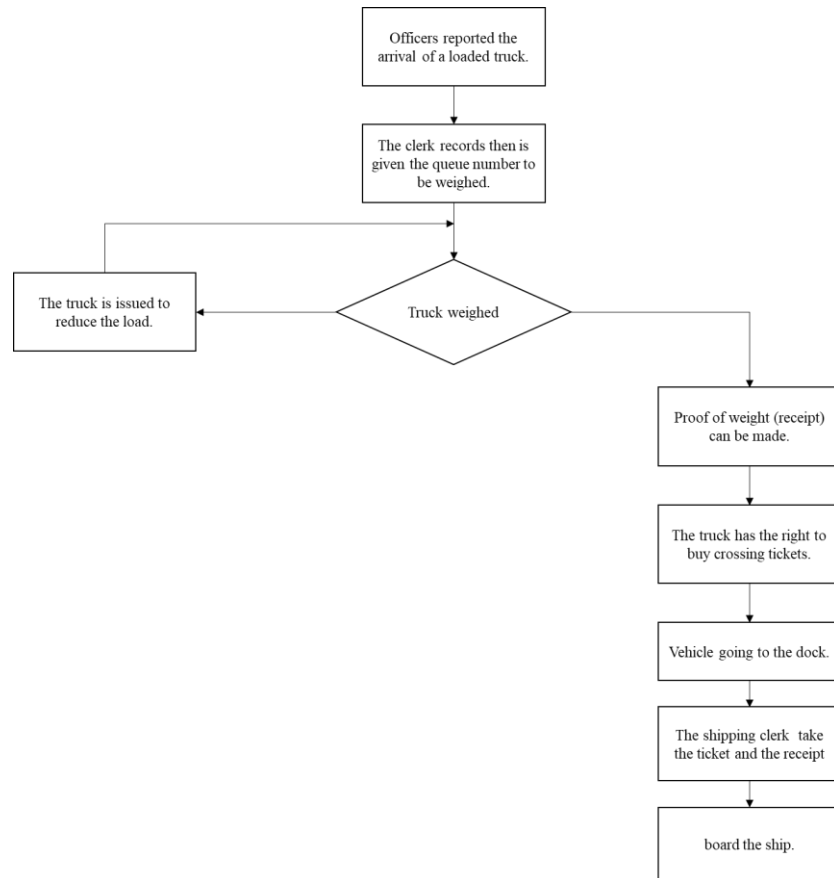 Officers reported the
arrival of a loaded truck.
The clerk records then is
given the queue number to
be weighed.
The truck is issued to
reduce the load.
Truck weighed
Proof of weight (receipt)
can be made.
The truck has the right to
buy crossing tickets.
Vehicle going to the dock.
The shipping clerk take
the ticket and the receipt
board the ship.